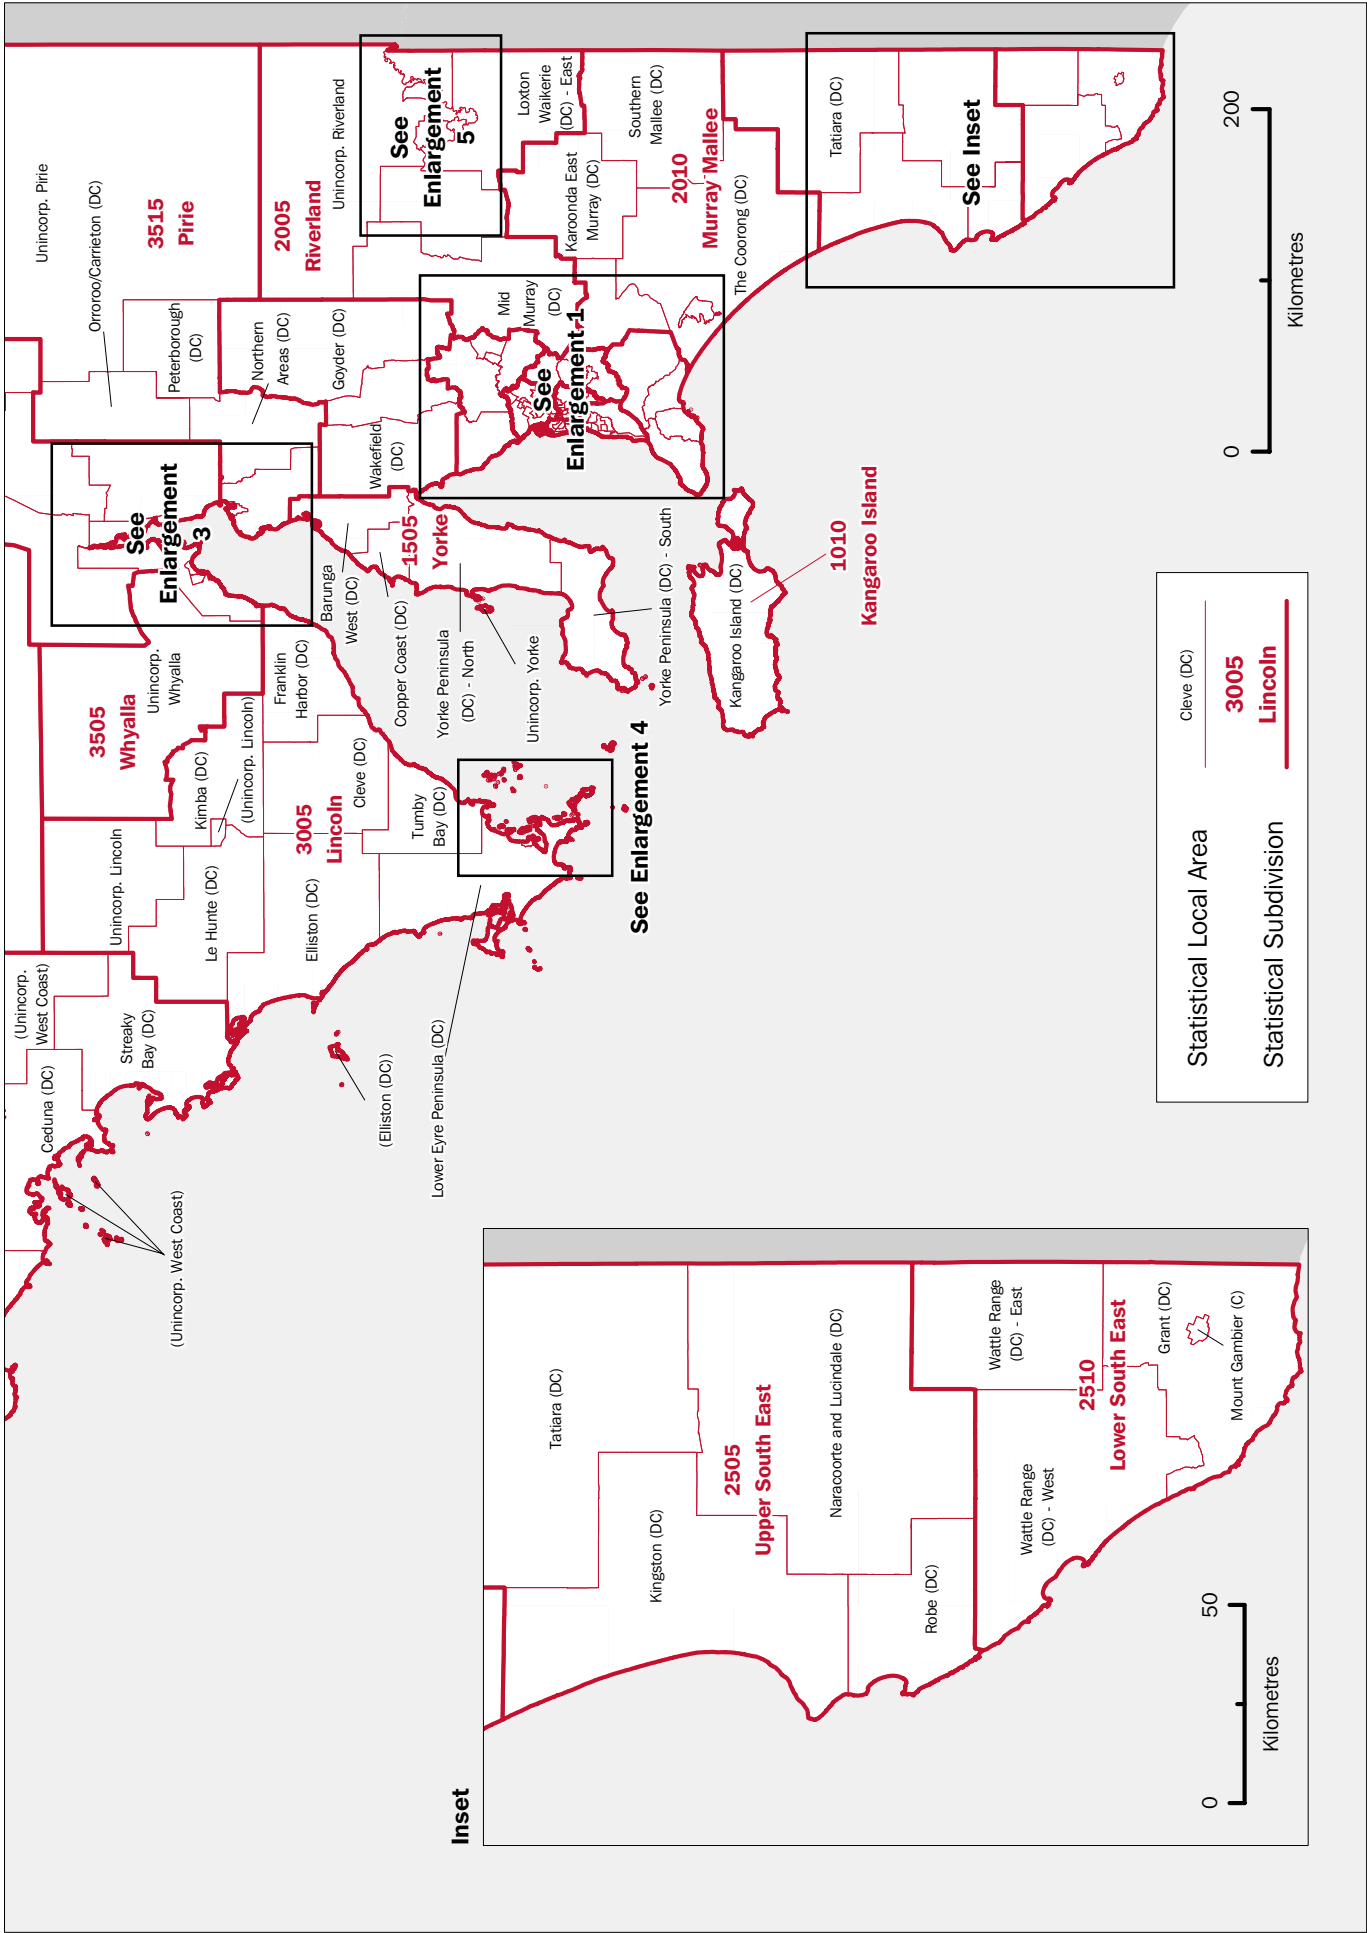 (Unincorp.
West Coast)
Ceduna (DC)
(Unincorp. West Coast)
Streaky
Bay (DC)
Unincorp. Lincoln
Le Hunte (DC)
Elliston (DC)
(Elliston (DC))
Lower Eyre Peninsula (DC)
3505
Whyalla
Unincorp.
Whyalla
Kimba (DC)
(Unincorp. Lincoln)
3005
Lincoln
Franklin
Harbor (DC)
Cleve (DC)
Tumby
Bay (DC)
See Enlargement 4
See
Enlargement
3
Unincorp. Pirie
Orroroo/Carrieton (DC)
3515
Pirie
Peterborough
(DC)
Northern
Areas (DC)
2005
Riverland
Unincorp. Riverland
Goyder (DC)
Wakefield
(DC)
Barunga
West (DC)
Copper Coast (DC)
1505
Yorke
Yorke Peninsula
(DC) - North
Unincorp. Yorke
Yorke Peninsula (DC) - South
Kangaroo Island (DC)
1010
Kangaroo Island
See
Enlargement
5
Mid
Murray
(DC)
See
Enlargement 1
Loxton
Waikerie
(DC) - East
Karoonda East
Murray (DC)
Southern
Mallee (DC)
2010
Murray Mallee
The Coorong (DC)
Tatiara (DC)
See Inset
0
200
Kilometres
Cleve (DC)
Statistical Local Area
3005
Lincoln
Statistical Subdivision
Inset
Tatiara (DC)
Kingston (DC)
2505
Upper South East
Naracoorte and Lucindale (DC)
Robe (DC)
Wattle Range
(DC) - East
Wattle Range
(DC) - West
2510
Lower South East
Grant (DC)
Mount Gambier (C)
0
50
Kilometres